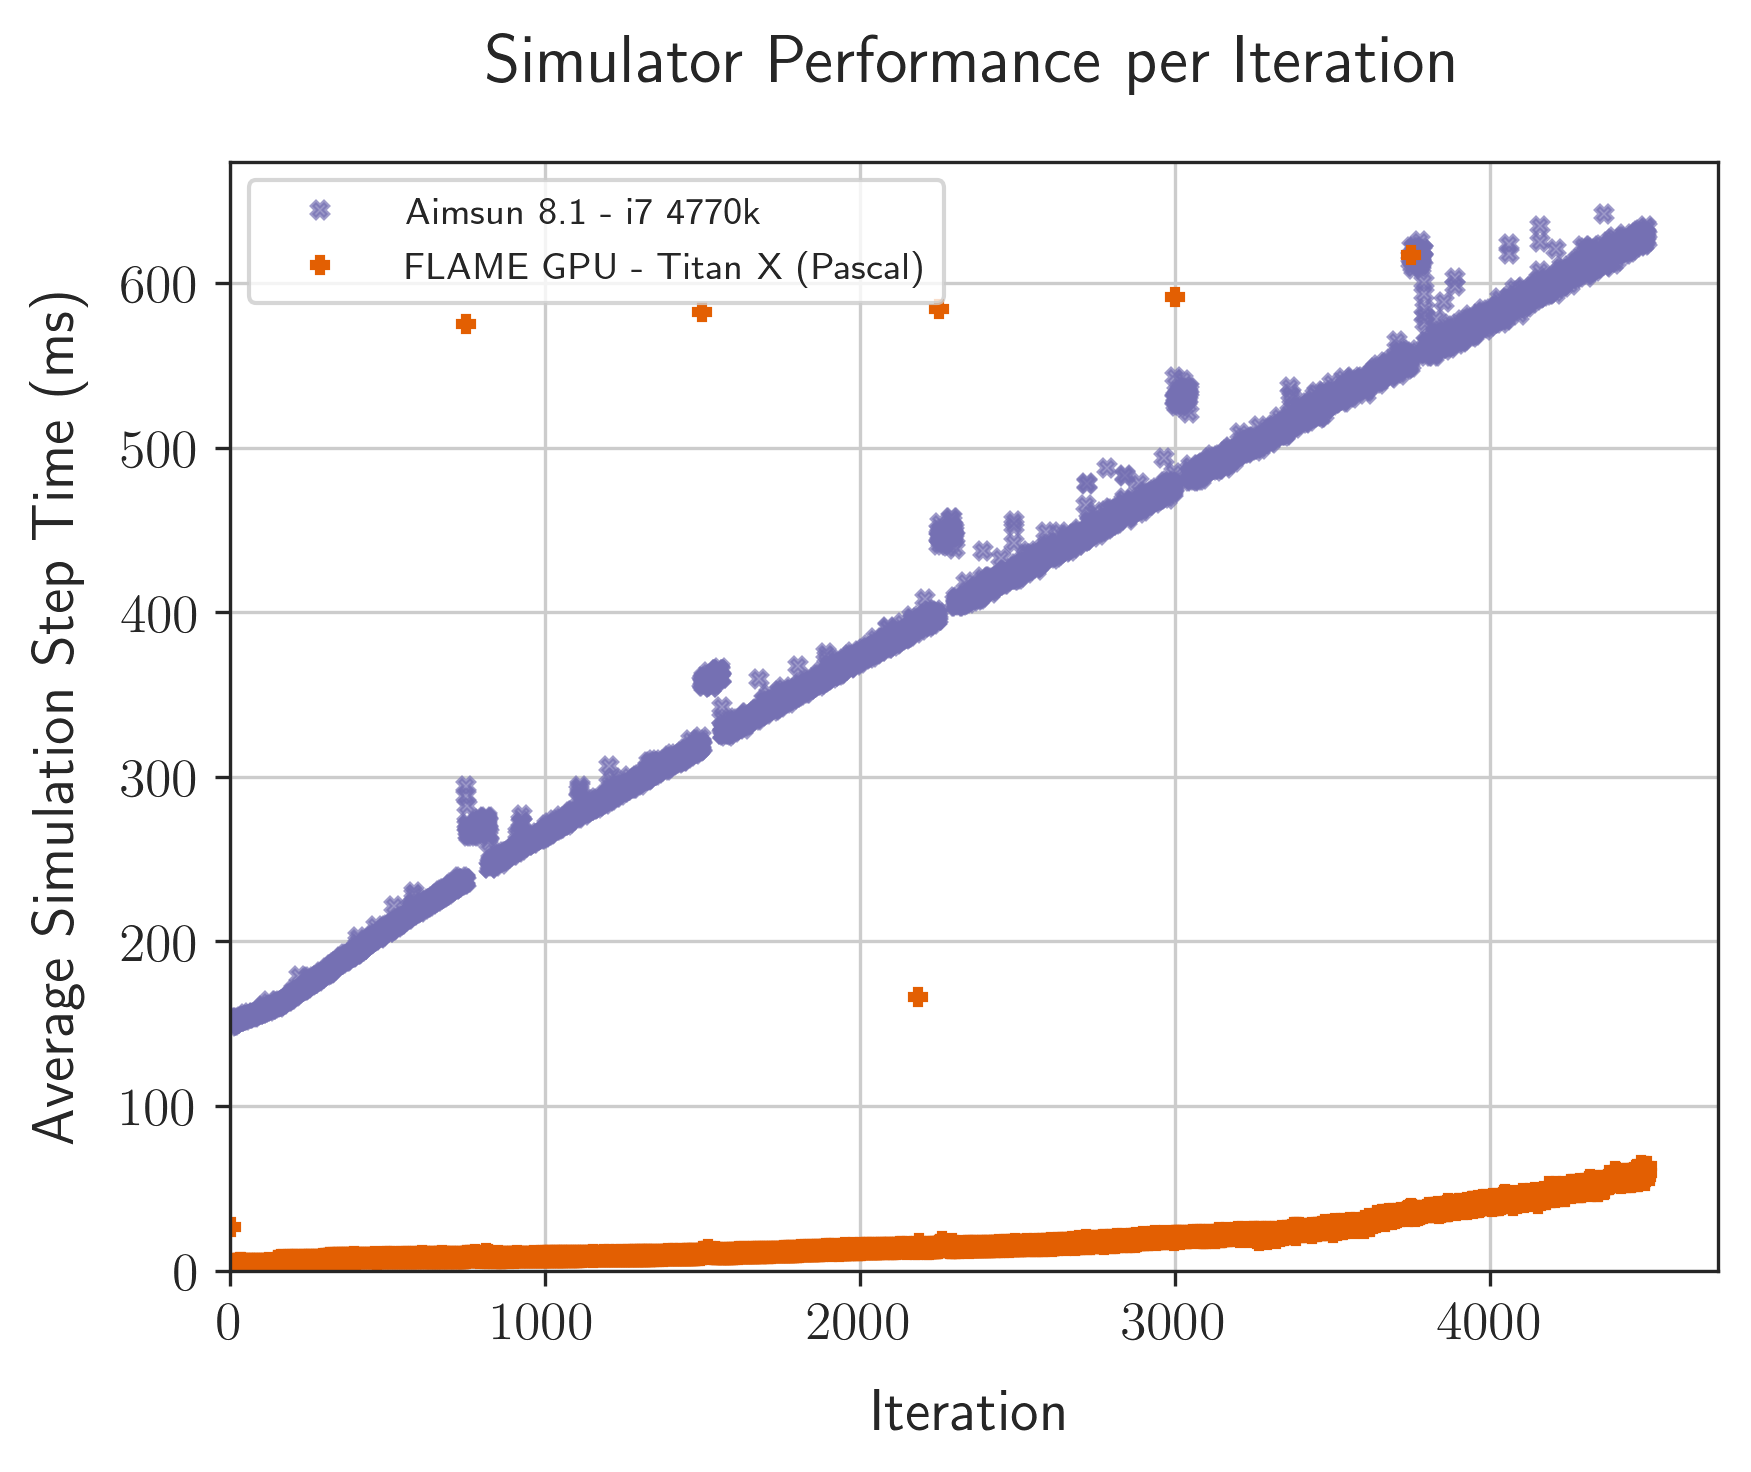 Simulator Performance per Iteration
Aimsun 8.1 - i7 4770k
FLAME GPU - Titan X (Pascal)
Average Simulation Step Time (ms)
600
500
400
300
200
100
0
0 1000 2000 3000 4000
Iteration